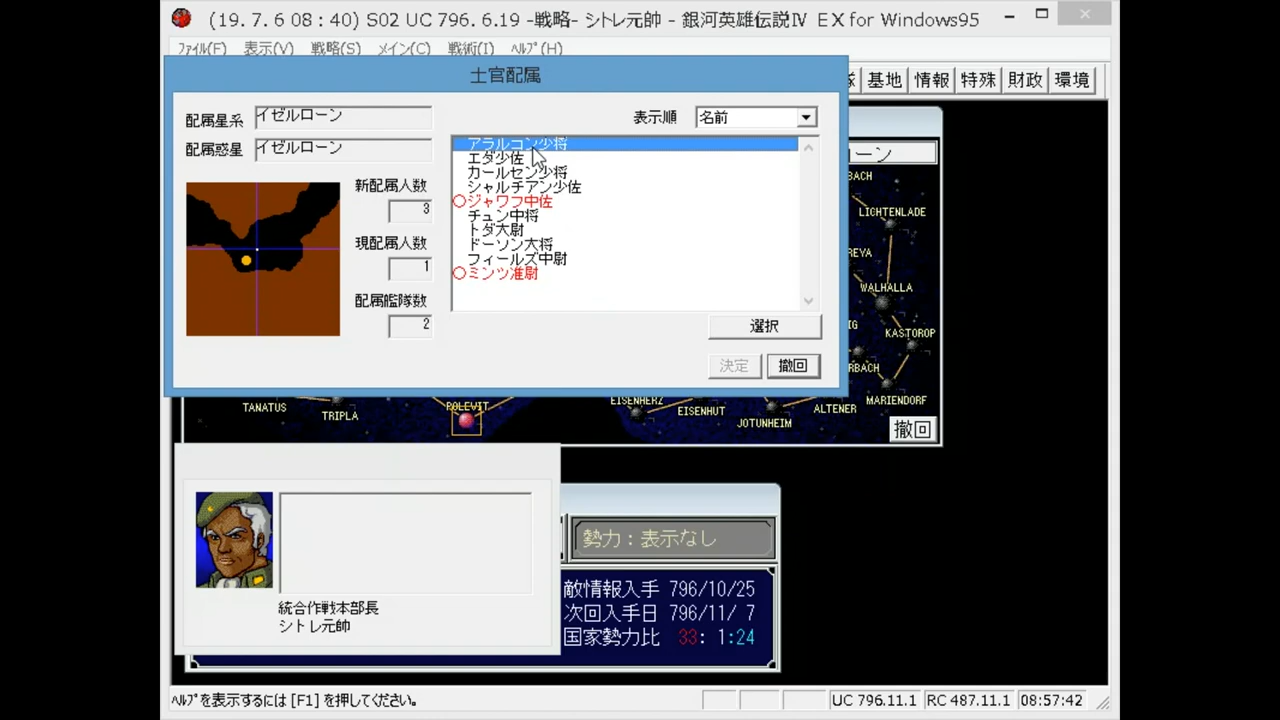 (19. 7. 6 08 : 40) S02 UC 796. 6.19 -戦略- シトレ元帥 - 銀河英雄伝説Ⅳ EX for Windows95
ﾌｧｲﾙ(F) 表示(V) 戦略(S) メイン(C) 戦術(I) ﾍﾙﾌﾟ(H)
基地 情報 特殊 財政 環境
士官配属
配属星系 イゼルローン
表示順 名前
配属惑星 イゼルローン
新配属人数
3
現配属人数
1
配属艦隊数
2
アラルコン少将
エダ少佐
カールセン少将
シャルチアン少佐
○ジャワフ中佐
チュン中将
トダ大尉
ドーソン大将
フィールズ中尉
○ミンツ准尉
選択
決定 撤回
ーン
BACH
LICHTENLADE
REYA
WALHALLA
IG
KASTOROP
RBACH
MARIENDORF
ALTENER
EISENHERZ
EISENHUT
JOTUNHEIM
TANATUS
TRIPLA
POLEVIT
撤回
統合作戦本部長
シトレ元帥
勢力：表示なし
敵情報入手 796/10/25
次回入手日 796/11/ 7
国家勢力比 33: 1:24
ﾍﾙﾌﾟを表示するには [F1] を押してください。
UC 796.11.1 RC 487.11.1 08:57:42